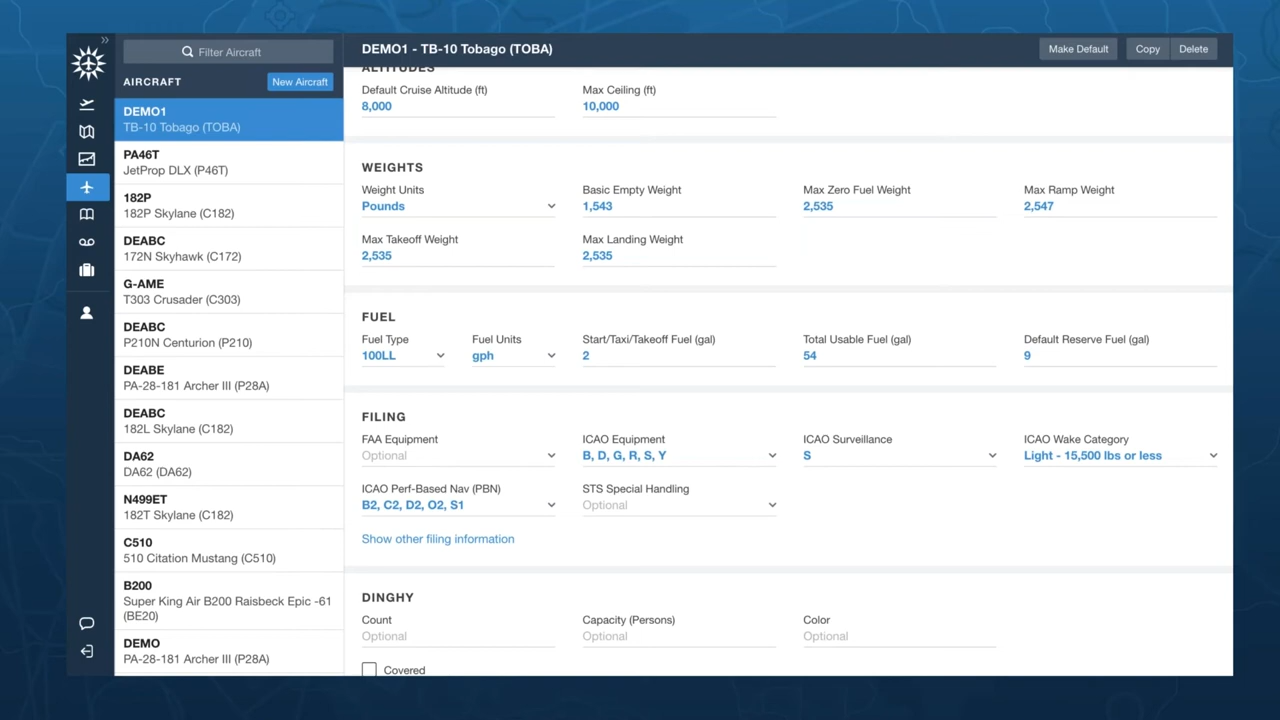 Filter Aircraft
AIRCRAFT
New Aircraft
DEMO1
TB-10 Tobago (TOBA)
PA46T
JetProp DLX (P46T)
182P
182P Skylane (C182)
DEABC
172N Skyhawk (C172)
G-AME
T303 Crusader (C303)
DEABC
P210N Centurion (P210)
DEABE
PA-28-181 Archer III (P28A)
DEABC
182L Skylane (C182)
DA62
DA62 (DA62)
N499ET
182T Skylane (C182)
C510
510 Citation Mustang (C510)
B200
Super King Air B200 Raisbeck Epic -61
(BE20)
DEMO
PA-28-181 Archer III (P28A)
DEMO1 - TB-10 Tobago (TOBA)
Make Default
Copy
Delete
ALTITUDES
Default Cruise Altitude (ft) Max Ceiling (ft)
8,000 10,000
WEIGHTS
Weight Units Basic Empty Weight Max Zero Fuel Weight Max Ramp Weight
Pounds 1,543 2,535 2,547
Max Takeoff Weight Max Landing Weight
2,535 2,535
FUEL
Fuel Type Fuel Units Start/Taxi/Takeoff Fuel (gal) Total Usable Fuel (gal) Default Reserve Fuel (gal)
100LL gph 2 54 9
FILING
FAA Equipment ICAO Equipment ICAO Surveillance ICAO Wake Category
Optional B, D, G, R, S, Y S Light - 15,500 lbs or less
ICAO Perf-Based Nav (PBN) STS Special Handling
B2, C2, D2, O2, S1 Optional
Show other filing information
DINGHY
Count Capacity (Persons) Color
Optional Optional Optional
Covered